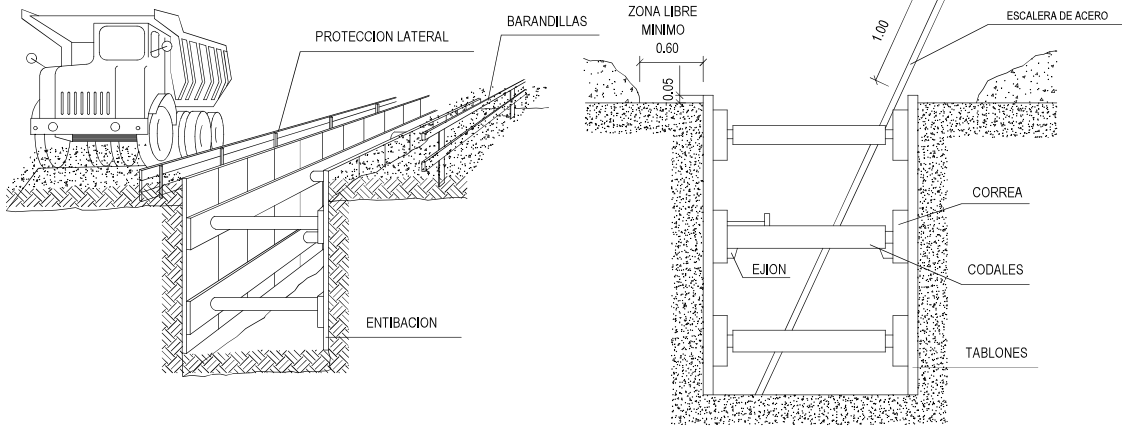 PROTECCION LATERAL
BARANDILLAS
ENTIBACION
ZONA LIBRE
MINIMO
0.60
0.05
1.00
ESCALERA DE ACERO
CORREA
EJION
CODALES
TABLONES